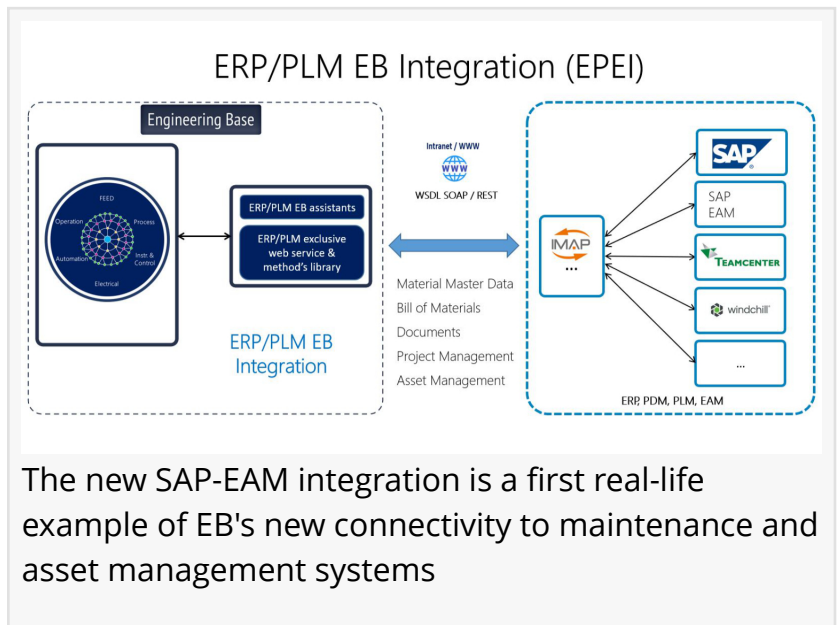 ERP/PLM EB Integration (EPEI)
Engineering Base
FEED
Operation
Process
Automation
Instr. &
Control
Electrical
ERP/PLM EB assistants
ERP/PLM exclusive
web service &
method's library
ERP/PLM EB
Integration
Intranet / WWW
WWW
WSDL SOAP / REST
Material Master Data
Bill of Materials
Documents
Project Management
Asset Management
IMAP
...
SAP
SAP
EAM
TEAMCENTER
windchill
...
ERP, PDM, PLM, EAM
The new SAP-EAM integration is a first real-life
example of EB's new connectivity to maintenance and
asset management systems